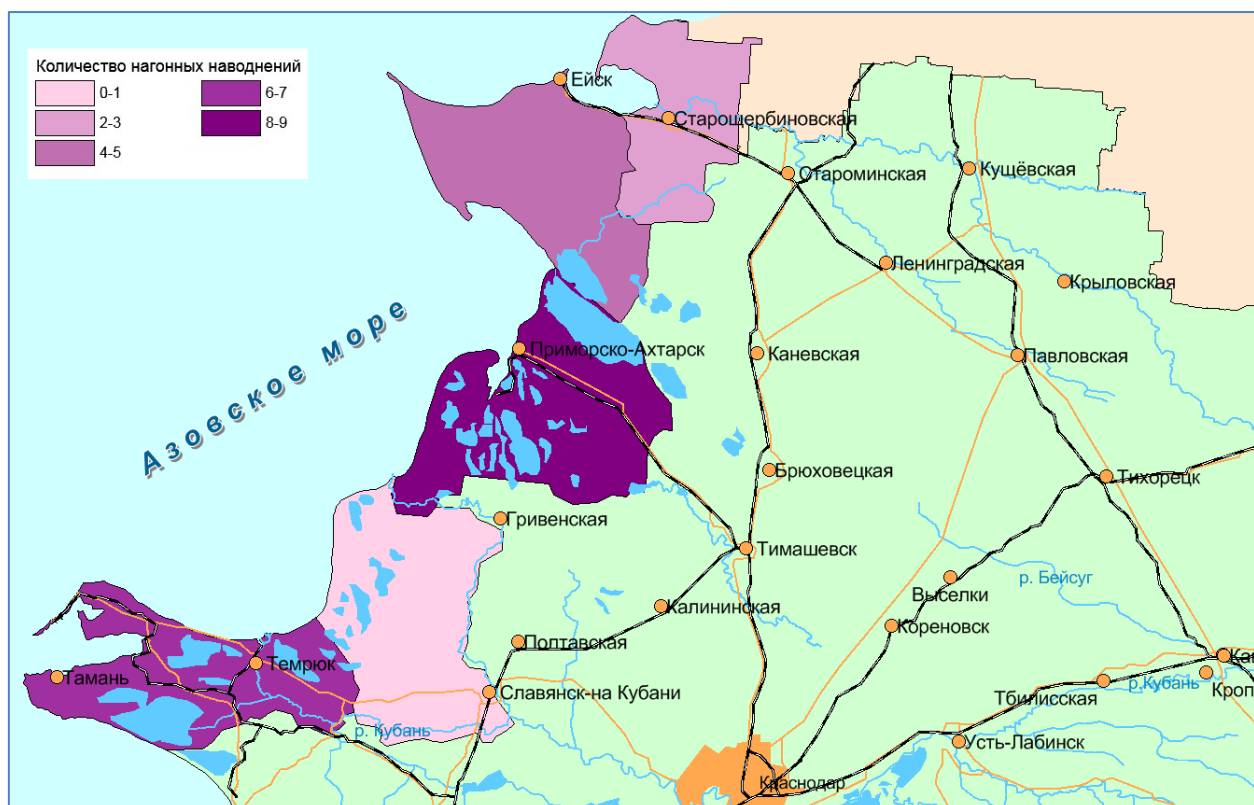 Количество нагонных наводнений
0-1
6-7
2-3
8-9
4-5
Ейск
Старощербиновская
Староминская
Кущёвская
Ленинградская
Крыловская
Азовское море
Приморско-Ахтарск
Каневская
Павловская
Брюховецкая
Тихорецк
Гривенская
Тимашевск
р. Бейсуг
Выселки
Калининская
Кореновск
Полтавская
Темрюк
Тамань
Славянск-на Кубани
Тбилисская
р.Кубань
Кроп
р. Кубань
Усть-Лабинск
Краснодар